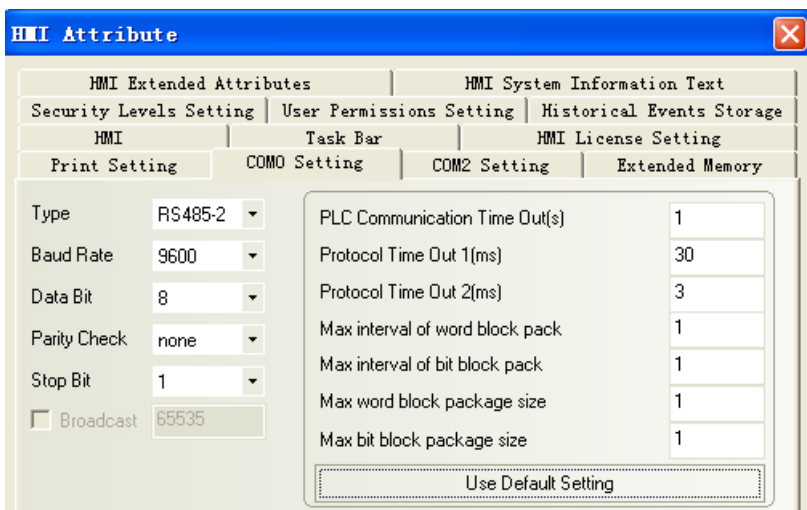 HMI Attribute
HMI Extended Attributes HMI System Information Text
Security Levels Setting User Permissions Setting Historical Events Storage
HMI Task Bar HMI License Setting
Print Setting COM0 Setting COM2 Setting Extended Memory
Type RS485-2
Baud Rate 9600
Data Bit 8
Parity Check none
Stop Bit 1
Broadcast 65535
PLC Communication Time Out(s) 1
Protocol Time Out 1(ms) 30
Protocol Time Out 2(ms) 3
Max interval of word block pack 1
Max interval of bit block pack 1
Max word block package size 1
Max bit block package size 1
Use Default Setting